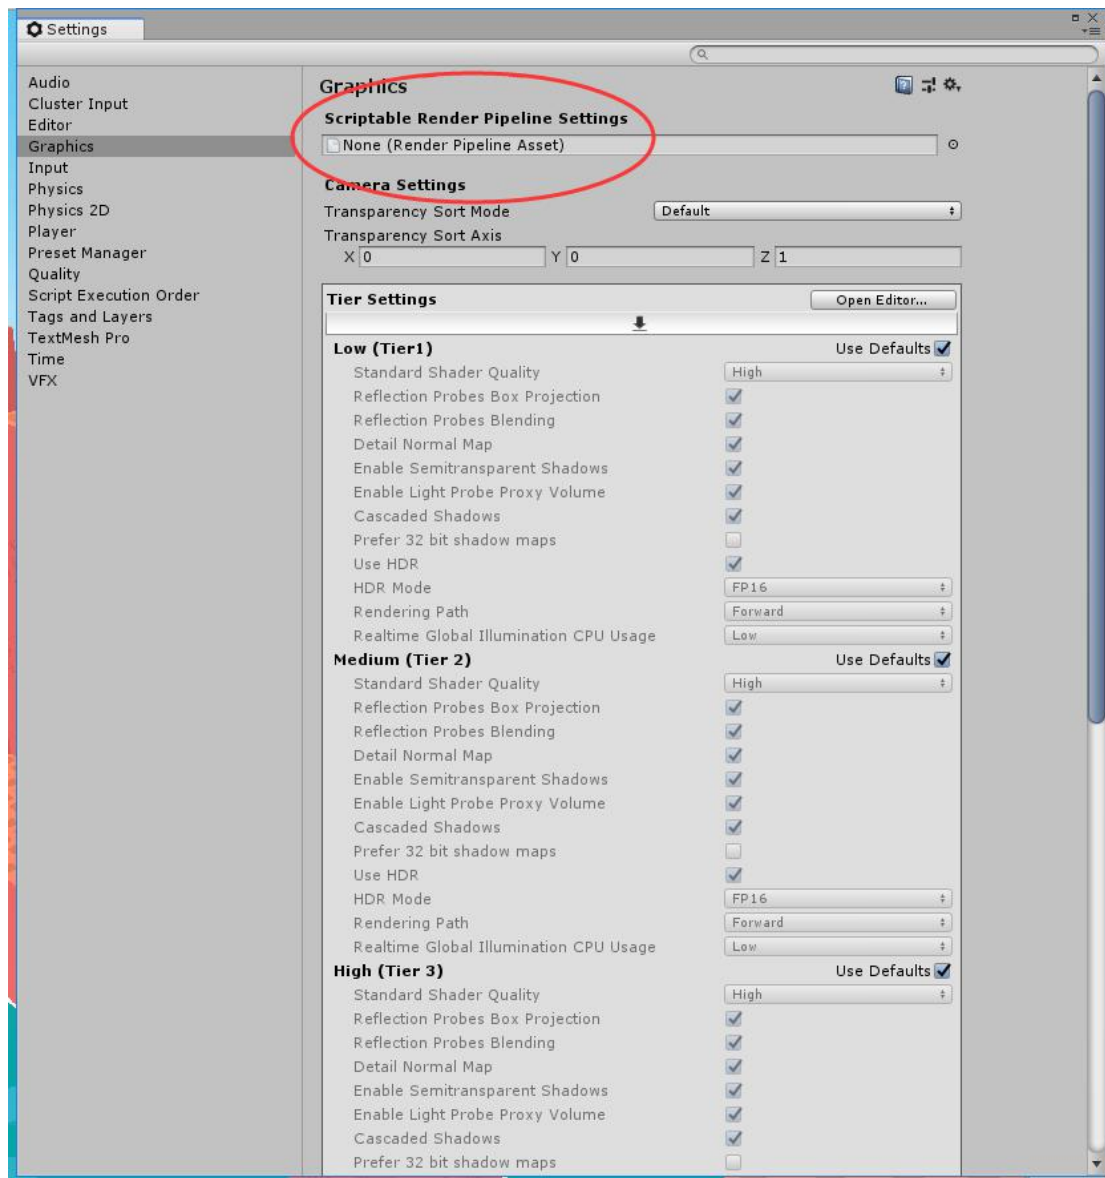 Settings
Audio
Cluster Input
Editor
Graphics
Input
Physics
Physics 2D
Player
Preset Manager
Quality
Script Execution Order
Tags and Layers
TextMesh Pro
Time
VFX
Graphics
Scriptable Render Pipeline Settings
None (Render Pipeline Asset)
Camera Settings
Transparency Sort Mode Default
Transparency Sort Axis
X 0 Y 0 Z 1
Tier Settings Open Editor...
Low (Tier1) Use Defaults
Standard Shader Quality High
Reflection Probes Box Projection
Reflection Probes Blending
Detail Normal Map
Enable Semitransparent Shadows
Enable Light Probe Proxy Volume
Cascaded Shadows
Prefer 32 bit shadow maps
Use HDR
HDR Mode FP16
Rendering Path Forward
Realtime Global Illumination CPU Usage Low
Medium (Tier 2) Use Defaults
Standard Shader Quality High
Reflection Probes Box Projection
Reflection Probes Blending
Detail Normal Map
Enable Semitransparent Shadows
Enable Light Probe Proxy Volume
Cascaded Shadows
Prefer 32 bit shadow maps
Use HDR
HDR Mode FP16
Rendering Path Forward
Realtime Global Illumination CPU Usage Low
High (Tier 3) Use Defaults
Standard Shader Quality High
Reflection Probes Box Projection
Reflection Probes Blending
Detail Normal Map
Enable Semitransparent Shadows
Enable Light Probe Proxy Volume
Cascaded Shadows
Prefer 32 bit shadow maps